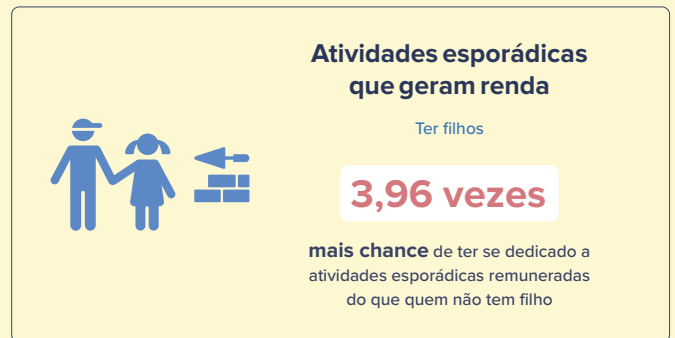 Atividades esporádicas
que geram renda
Ter filhos
3,96 vezes
mais chance de ter se dedicado a
atividades esporádicas remuneradas
do que quem não tem filho